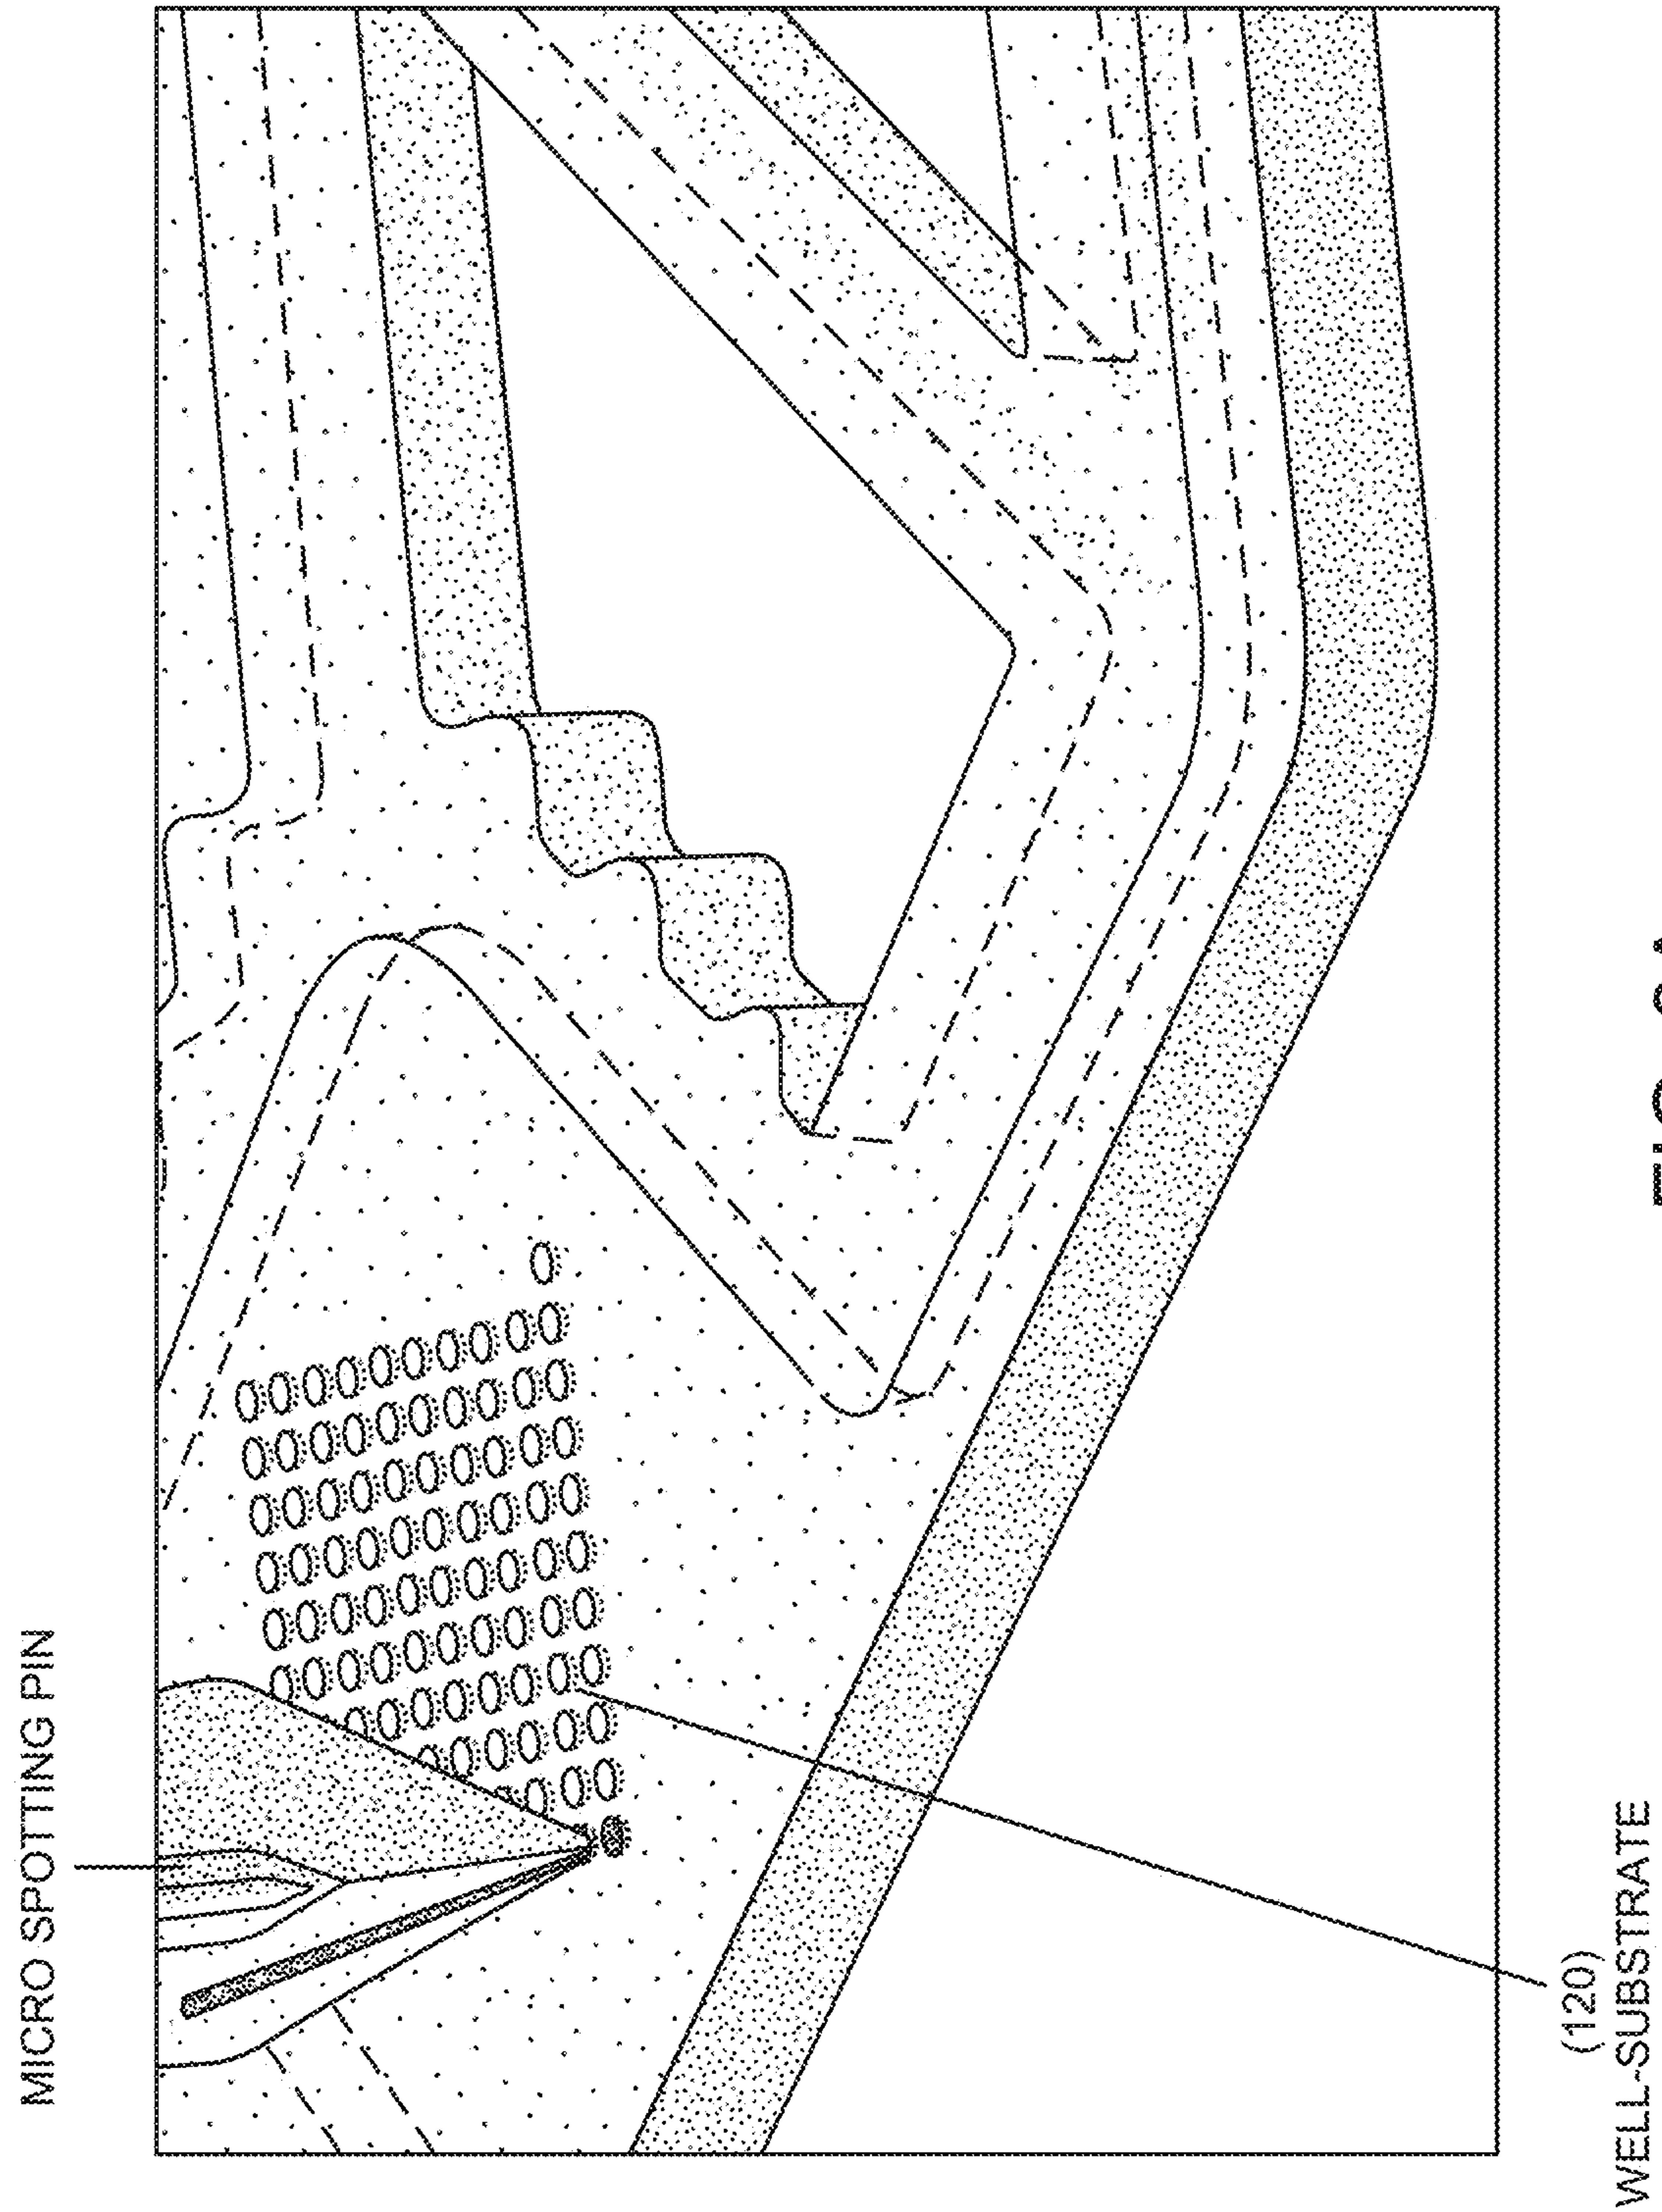 MICRO SPOTTING PIN
(120)
WELL-SUBSTRATE